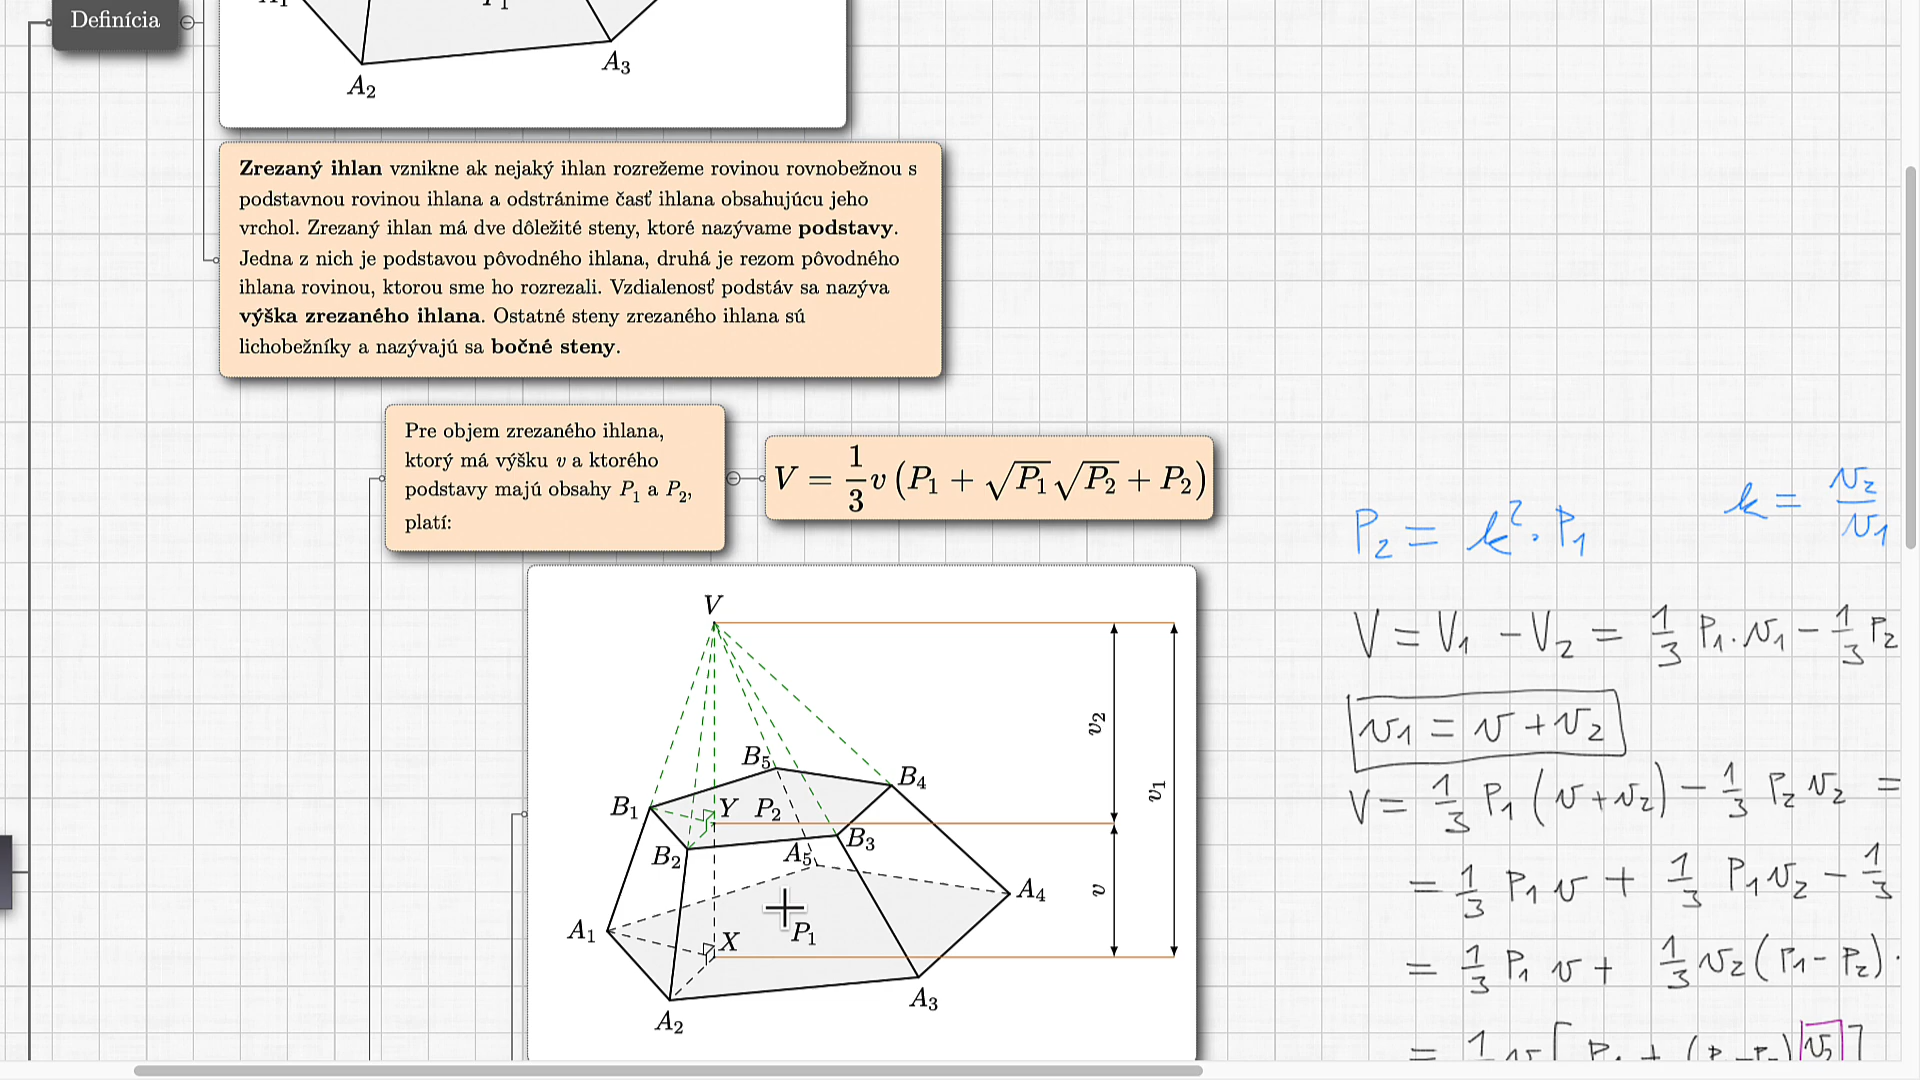 Definícia
P₁
A₂
A₃
Zrezaný ihlan vznikne ak nejaký ihlan rozrežeme rovinou rovnobežnou s
podstavnou rovinou ihlana a odstránime časť ihlana obsahujúcu jeho
vrchol. Zrezaný ihlan má dve dôležité steny, ktoré nazývame podstavy.
Jedna z nich je podstavou pôvodného ihlana, druhá je rezom pôvodného
ihlana rovinou, ktorou sme ho rozrezali. Vzdialenosť podstáv sa nazýva
výška zrezaného ihlana. Ostatné steny zrezaného ihlana sú
lichobežníky a nazývajú sa bočné steny.
Pre objem zrezaného ihlana,
ktorý má výšku v a ktorého
podstavy majú obsahy P₁ a P₂,
platí:
V = 1/3 v (P₁ + √P₁ √P₂ + P₂)
V
v₂
B₅
B₄
v₁
B₁
Y P₂
B₂
A₅
B₃
A₄
v
A₁
X
P₁
A₃
A₂
P₂ = k² · P₁
k = v₂/v₁
V = V₁ - V₂ = 1/3 P₁ · v₁ - 1/3 P₂
v₁ = v + v₂
V = 1/3 P₁ (v + v₂) - 1/3 P₂ v₂ =
= 1/3 P₁ v + 1/3 P₁ v₂ - 1/3
= 1/3 P₁ v + 1/3 v₂ (P₁ - P₂) ·